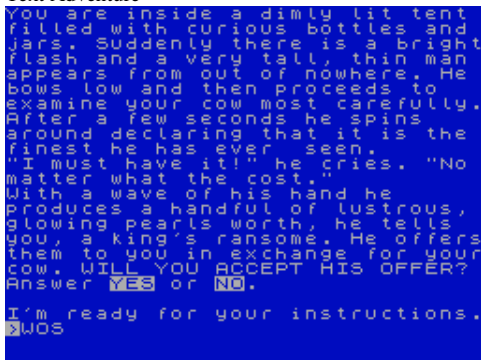 Text Adventure
You are inside a dimly lit tent
filled with curious bottles and
jars. Suddenly there is a bright
flash and a very tall, thin man
appears from out of nowhere. He
bows low and then proceeds to
examine your cow most carefully.
After a few seconds he spins
around declaring that it is the
finest he has ever seen.
"I must have it!" he cries. "No
matter what the cost."
With a wave of his hand he
produces a handful of lustrous,
glowing pearls worth, he tells
you, a king's ransome. He offers
them to you in exchange for your
cow. WILL YOU ACCEPT HIS OFFER?
Answer YES or NO.
I'm ready for your instructions.
>WOS